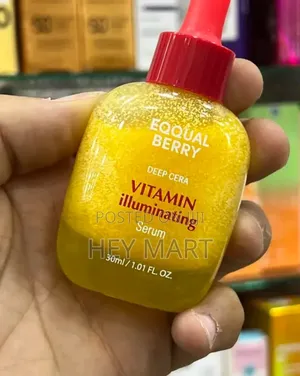 EQQUAL
BERRY
DEEP CERA
VITAMIN
illuminating
Serum
HEY MART
30ml / 1.01 FL. OZ.